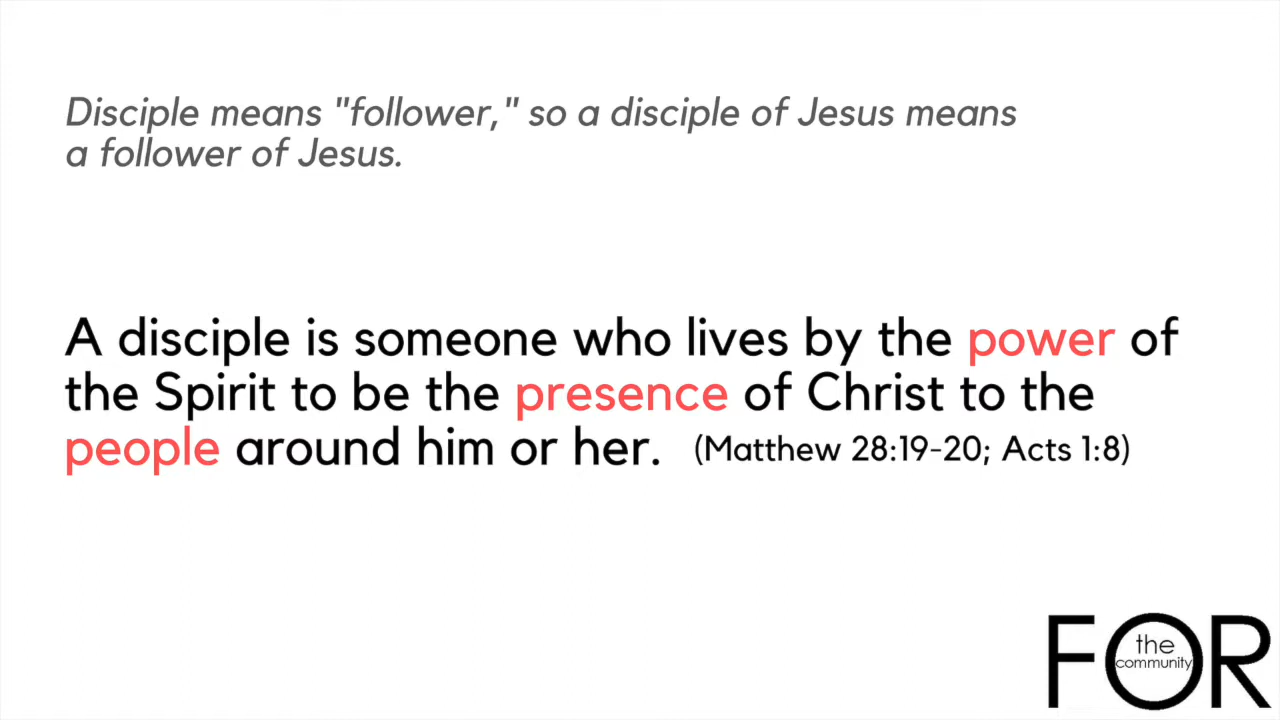 Disciple means "follower," so a disciple of Jesus means
a follower of Jesus.
A disciple is someone who lives by the power of
the Spirit to be the presence of Christ to the
people around him or her. (Matthew 28:19-20; Acts 1:8)
FOR
the
community